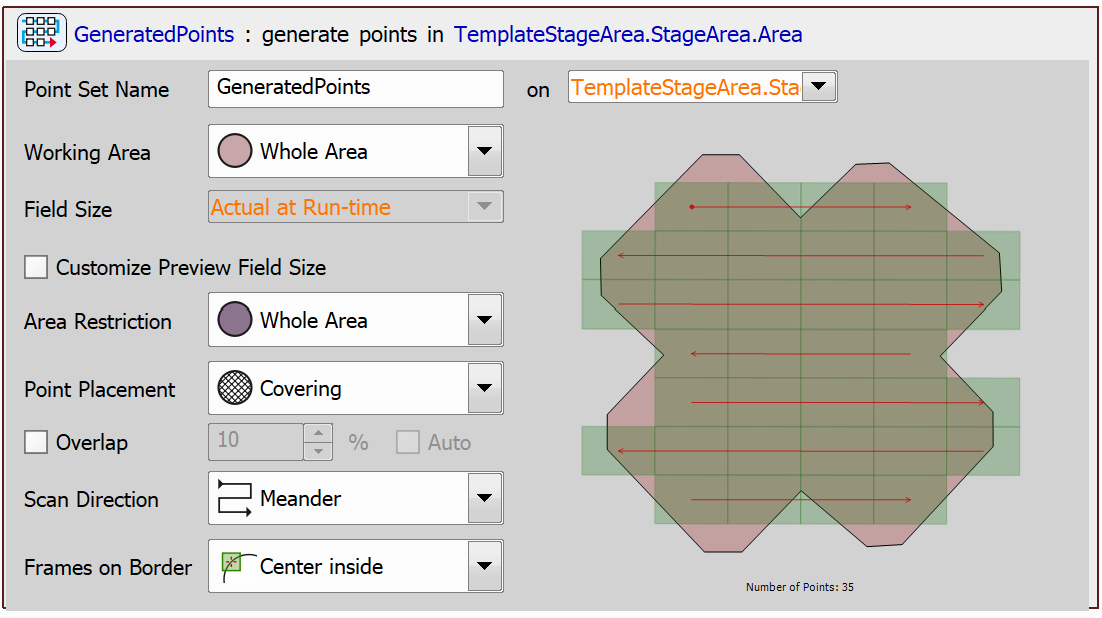 GeneratedPoints : generate points in TemplateStageArea.StageArea.Area
Point Set Name GeneratedPoints on TemplateStageArea.Sta
Working Area Whole Area
Field Size Actual at Run-time
Customize Preview Field Size
Area Restriction Whole Area
Point Placement Covering
Overlap 10 % Auto
Scan Direction Meander
Frames on Border Center inside
Number of Points: 35